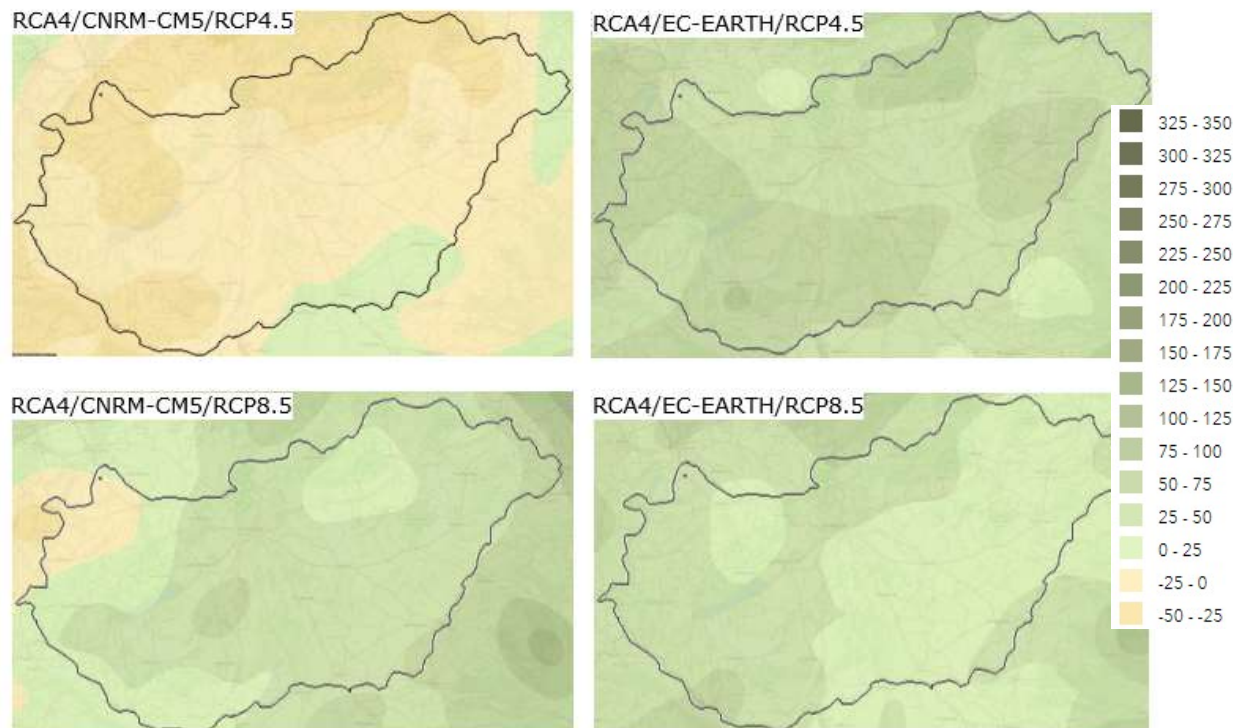 RCA4/CNRM-CM5/RCP4.5
RCA4/EC-EARTH/RCP4.5
325 - 350
300 - 325
275 - 300
250 - 275
225 - 250
200 - 225
175 - 200
150 - 175
125 - 150
100 - 125
75 - 100
50 - 75
25 - 50
0 - 25
-25 - 0
-50 - -25
RCA4/CNRM-CM5/RCP8.5
RCA4/EC-EARTH/RCP8.5